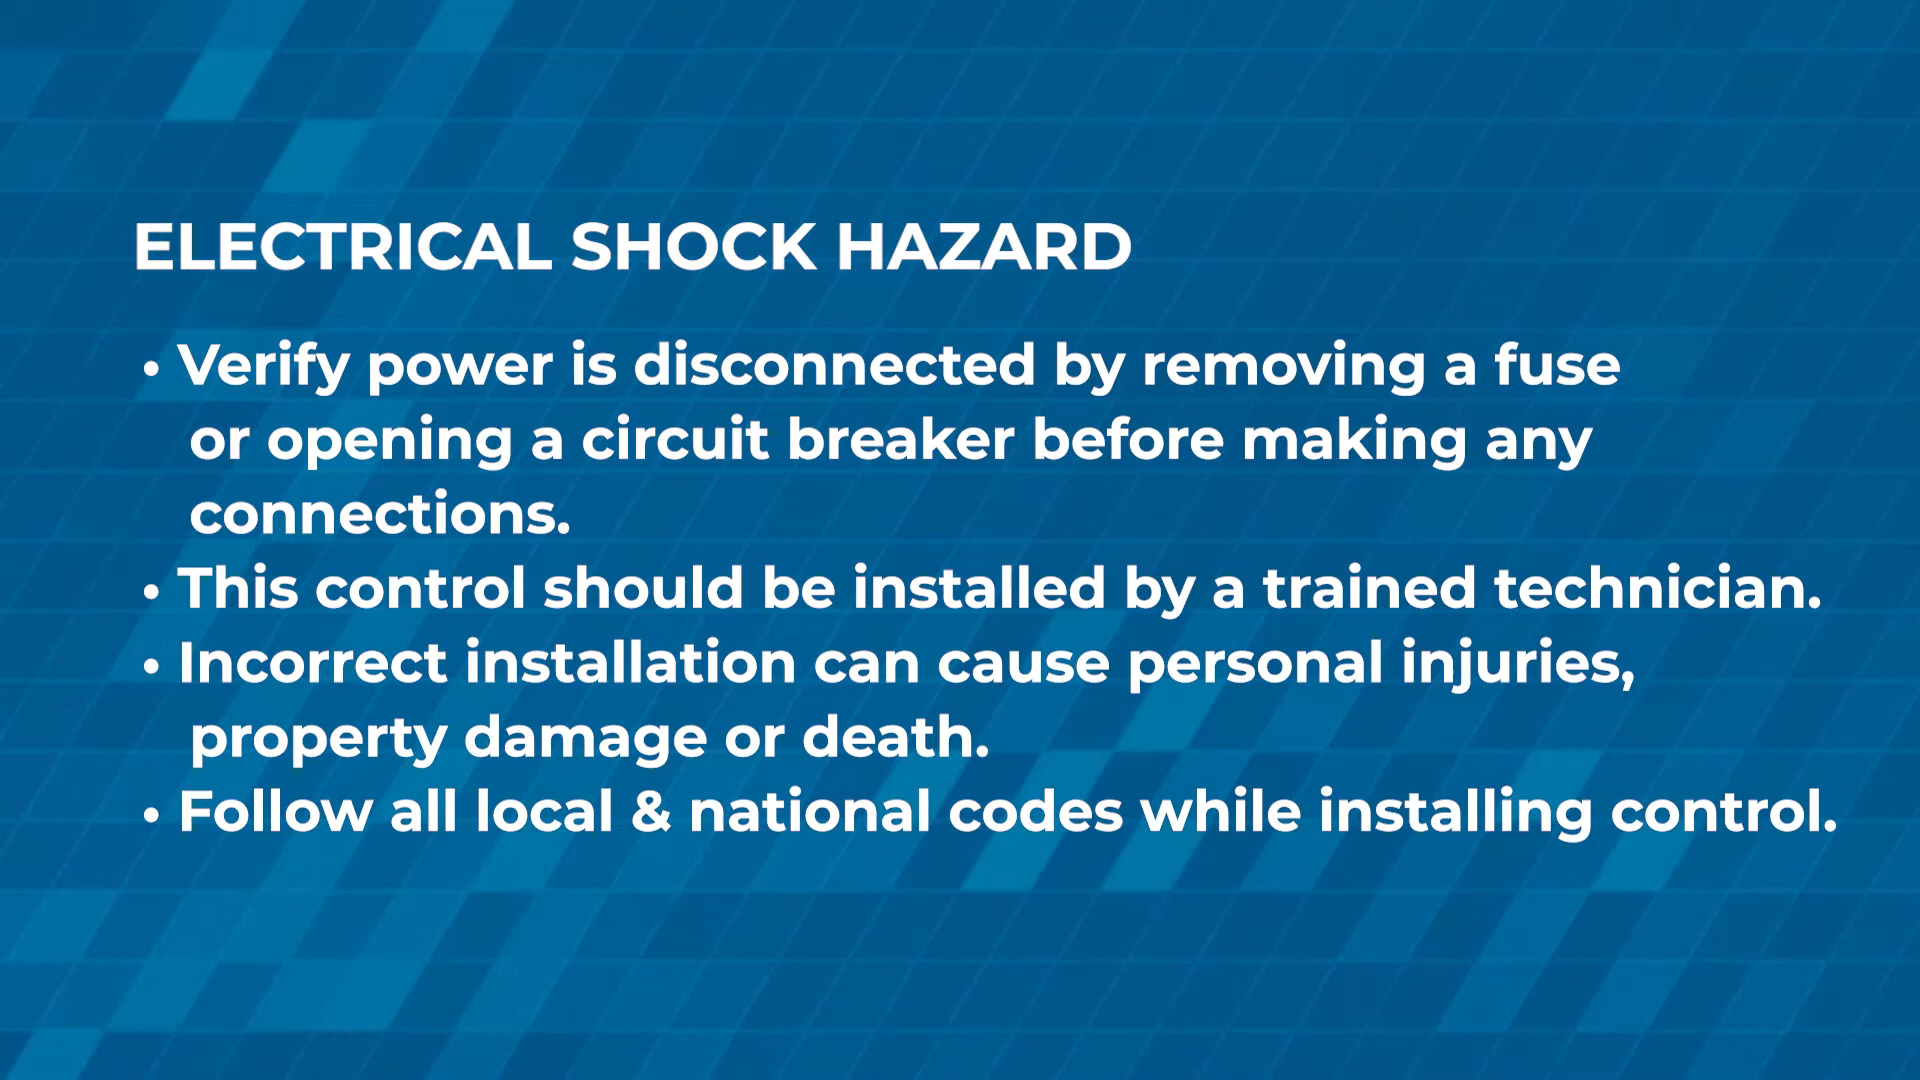 ELECTRICAL SHOCK HAZARD
• Verify power is disconnected by removing a fuse
or opening a circuit breaker before making any
connections.
• This control should be installed by a trained technician.
• Incorrect installation can cause personal injuries,
property damage or death.
• Follow all local & national codes while installing control.